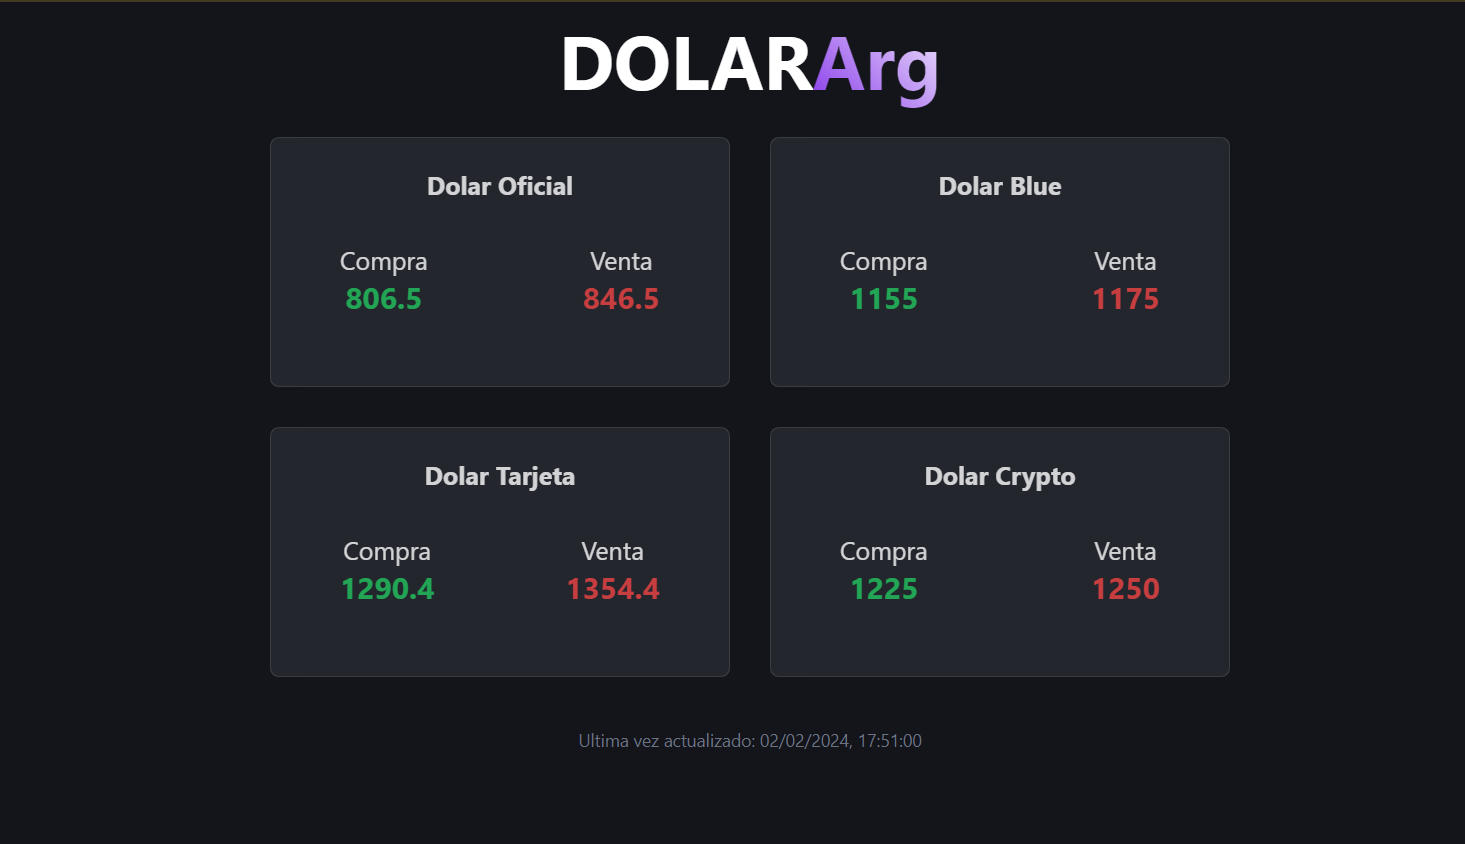 DOLARArg
Dolar Oficial
Compra Venta
806.5 846.5
Dolar Blue
Compra Venta
1155 1175
Dolar Tarjeta
Compra Venta
1290.4 1354.4
Dolar Crypto
Compra Venta
1225 1250
Ultima vez actualizado: 02/02/2024, 17:51:00